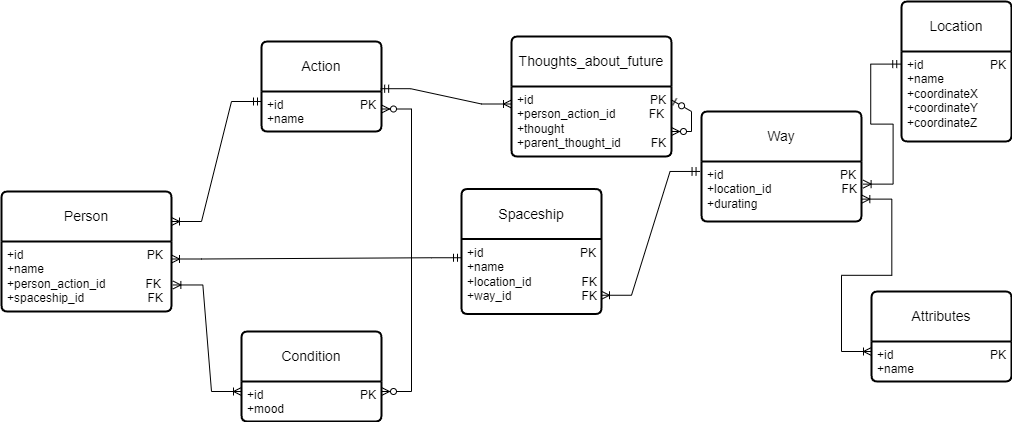 Person
+id PK
+name
+person_action_id FK
+spaceship_id FK
Action
+id PK
+name
Condition
+id PK
+mood
Thoughts_about_future
+id PK
+person_action_id FK
+thought
+parent_thought_id FK
Spaceship
+id PK
+name
+location_id FK
+way_id FK
Way
+id PK
+location_id FK
+durating
Location
+id PK
+name
+coordinateX
+coordinateY
+coordinateZ
Attributes
+id PK
+name